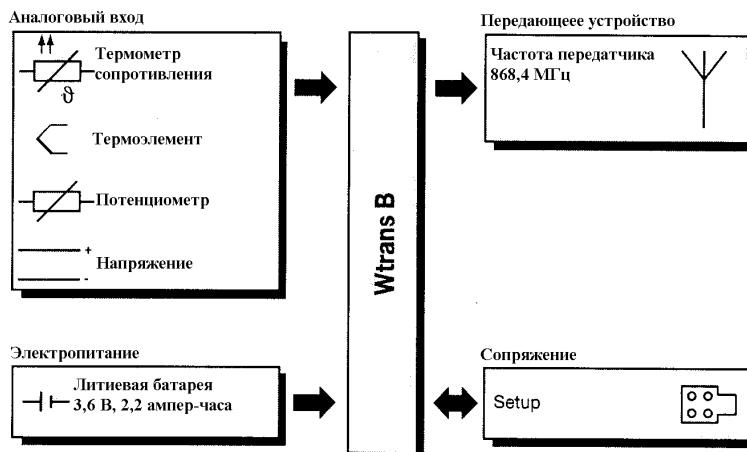 Аналоговый вход
Термометр
сопротивления
ϑ
Термоэлемент
Потенциометр
+
Напряжение
-
Электропитание
Литиевая батарея
3,6 В, 2,2 ампер-часа
Wtrans B
Передающеее устройство
Частота передатчика
868,4 МГц
Сопряжение
Setup